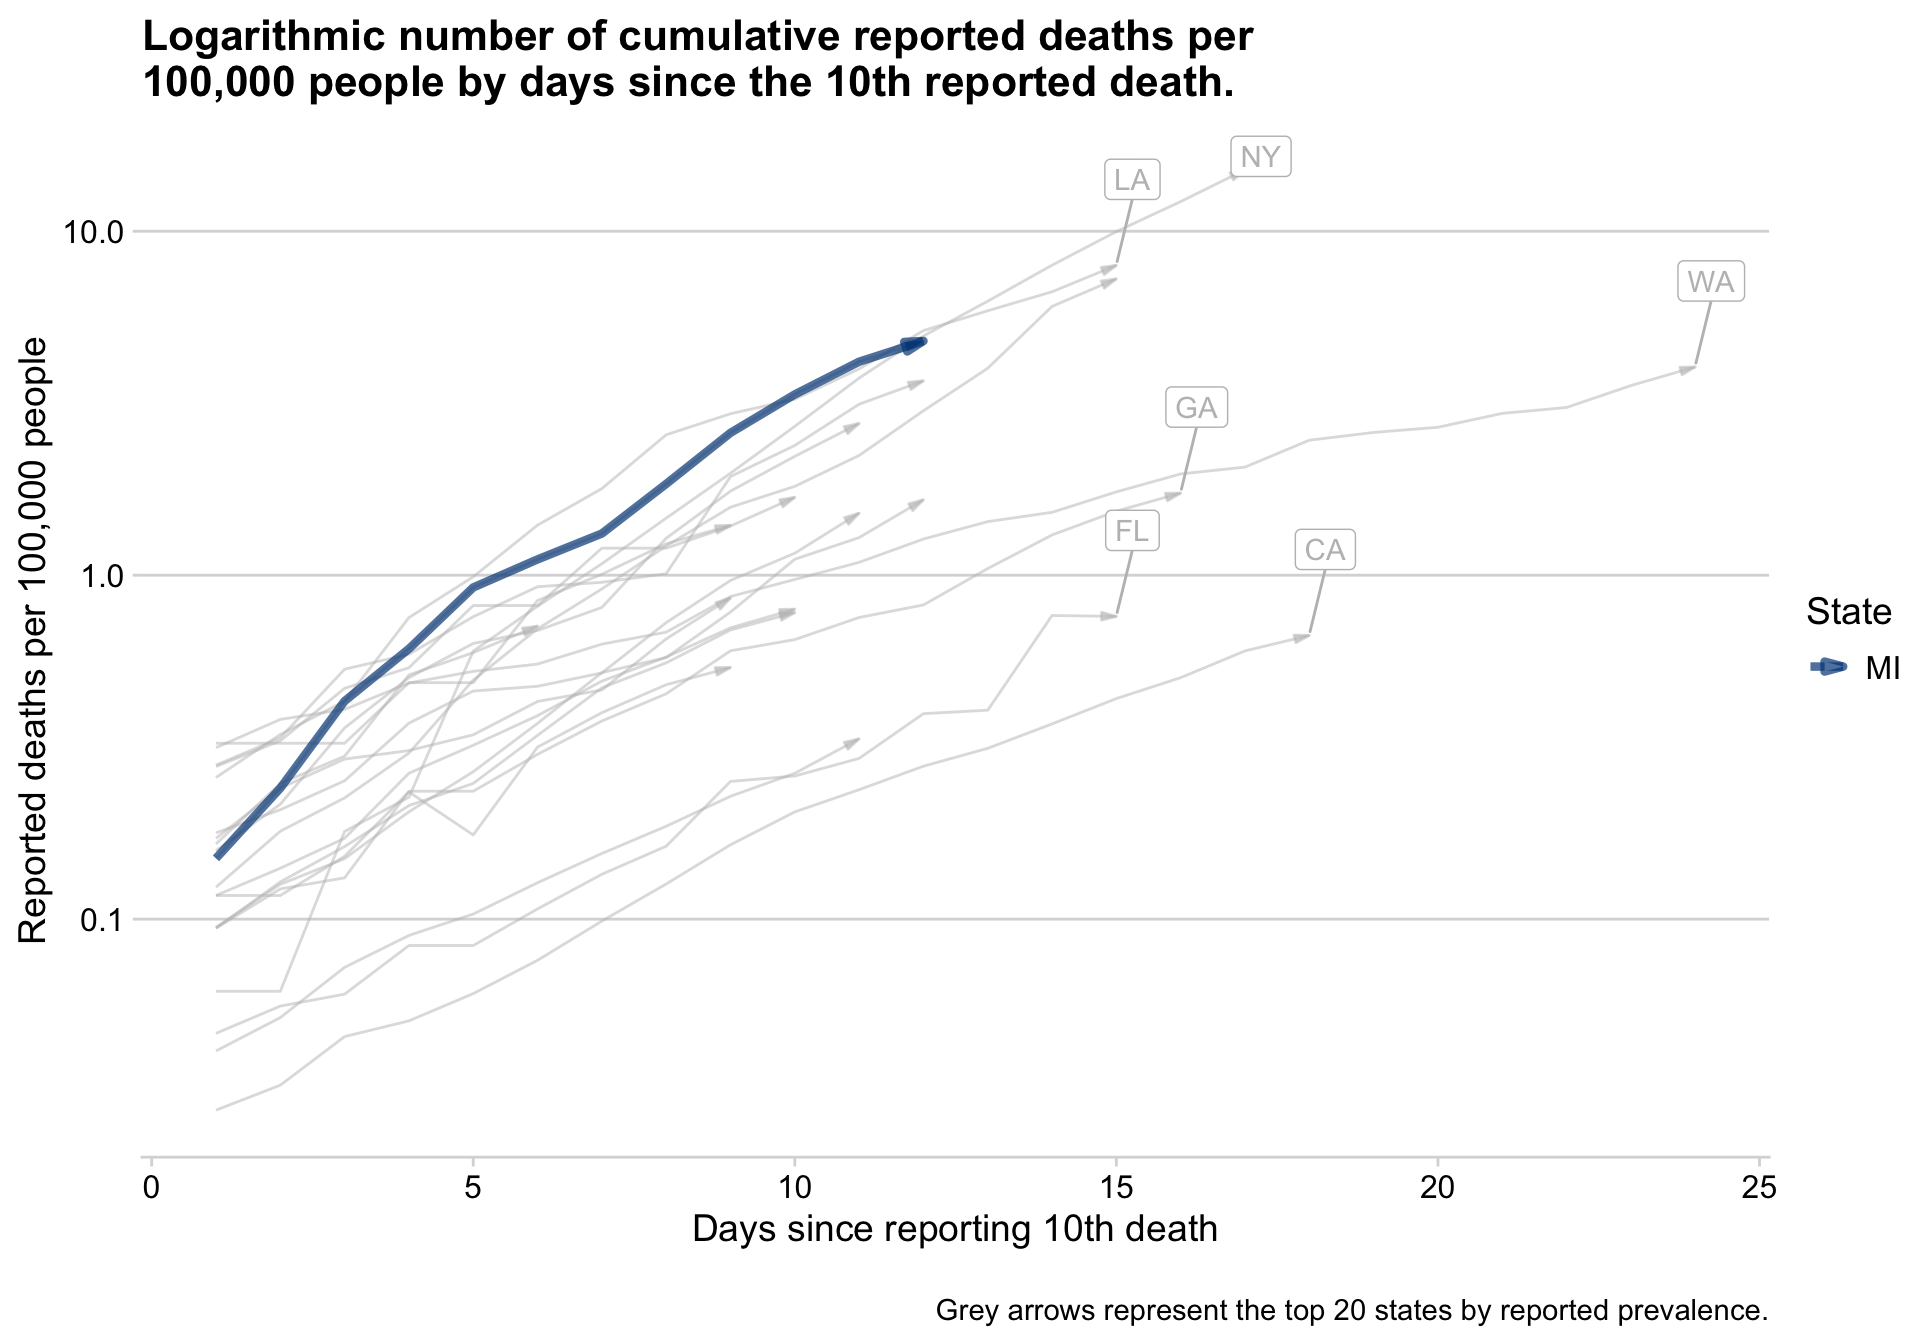 Logarithmic number of cumulative reported deaths per
100,000 people by days since the 10th reported death.
NY
LA
10.0
WA
GA
FL
CA
1.0
0.1
Reported deaths per 100,000 people
State
MI
0 5 10 15 20 25
Days since reporting 10th death
Grey arrows represent the top 20 states by reported prevalence.